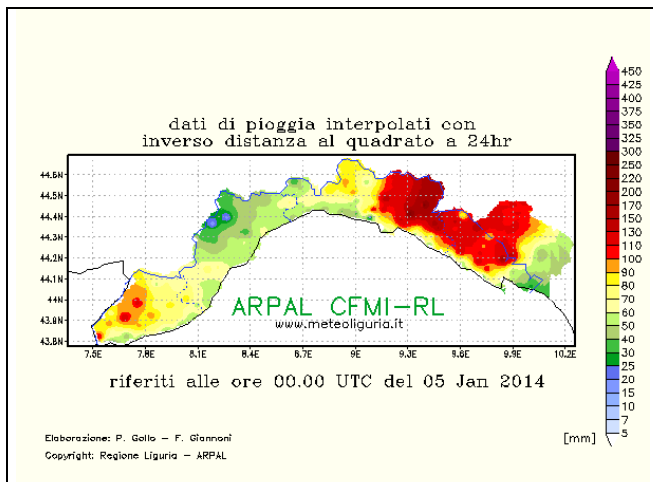 dati di pioggia interpolati con
inverso distanza al quadrato a 24hr
450
425
400
375
350
325
300
250
220
200
170
150
130
110
100
90
80
70
60
50
40
30
25
20
15
10
7
5
[mm]
44.6N
44.5N
44.4N
44.3N
44.2N
44.1N
44N
43.9N
43.8N
7.5E 7.8E 8.1E 8.4E 8.7E 9E 9.3E 9.6E 9.9E 10.2E
ARPAL CFMI-RL
www.meteoliguria.it
riferiti alle ore 00.00 UTC del 05 Jan 2014
Elaborazione: P. Gollo - F. Giannoni
Copyright: Regione Liguria - ARPAL